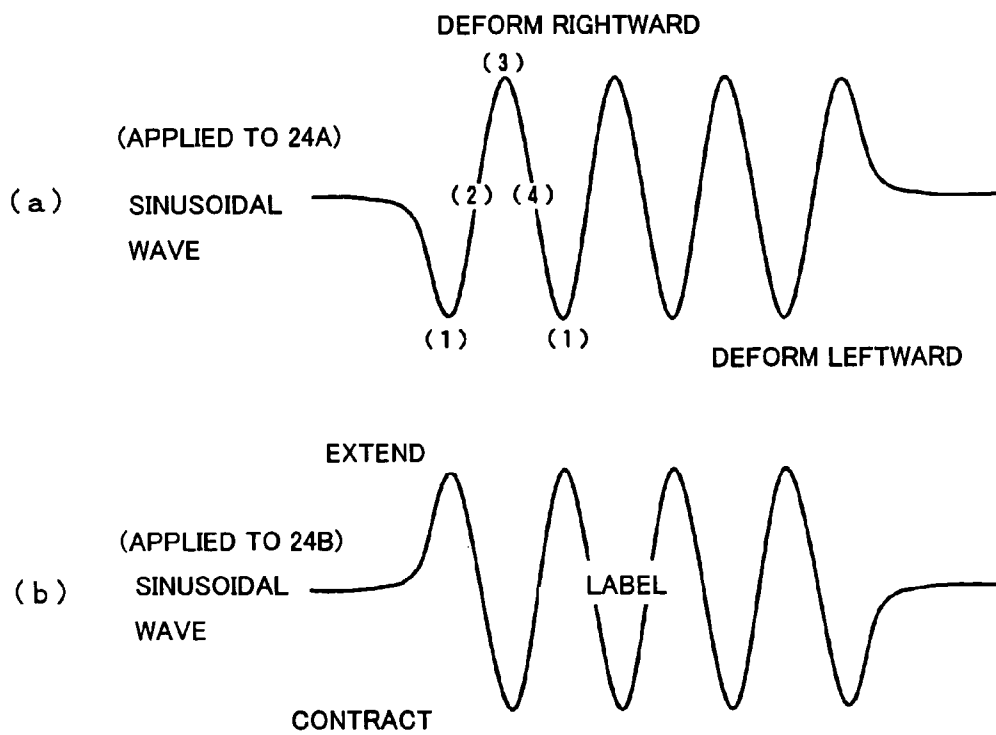 DEFORM RIGHTWARD
(3)
(APPLIED TO 24A)
(a) SINUSOIDAL (2) (4)
WAVE
(1) (1)
DEFORM LEFTWARD
EXTEND
(APPLIED TO 24B)
(b) SINUSOIDAL LABEL
WAVE
CONTRACT